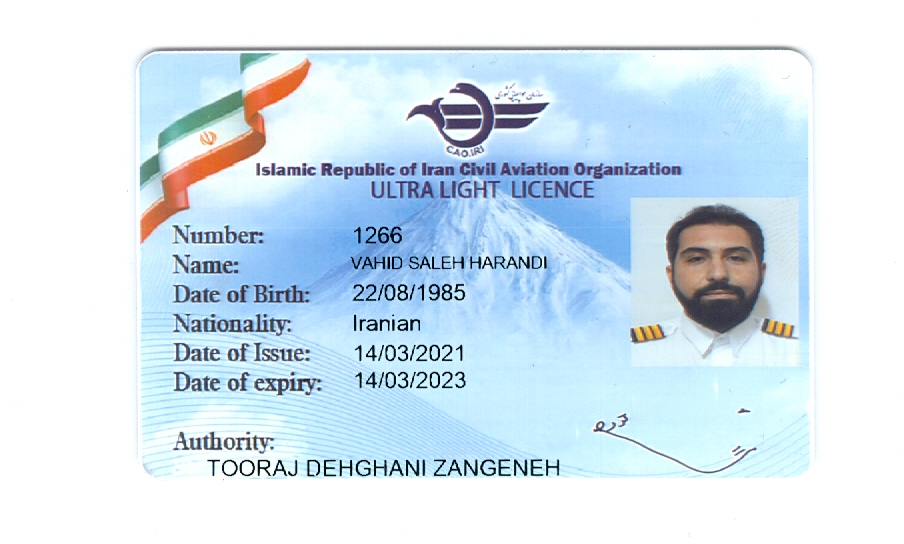 سازمان هواپیمایی کشوری
CAO.IRI
Islamic Republic of Iran Civil Aviation Organization
ULTRA LIGHT LICENCE
Number: 1266
Name: VAHID SALEH HARANDI
Date of Birth: 22/08/1985
Nationality: Iranian
Date of Issue: 14/03/2021
Date of expiry: 14/03/2023
Authority:
TOORAJ DEHGHANI ZANGENEH